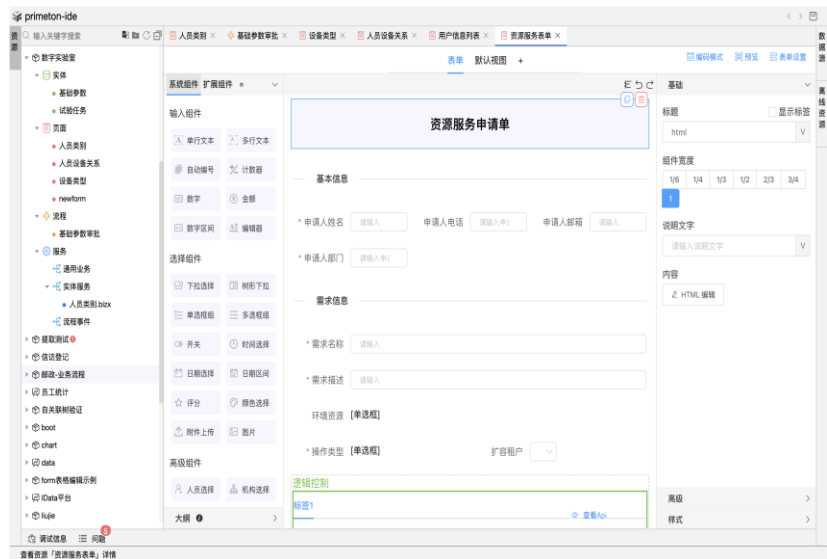 primeton-ide
资源
输入关键字搜索
人员类别 ×
基础参数审批 ×
设备类型 ×
人员设备关系 ×
用户信息列表 ×
资源服务表单 ×
数据源
离线资源
数字实验室
实体
基础参数
试验任务
页面
人员类别
人员设备关系
设备类型
newform
流程
基础参数审批
服务
通用业务
实体服务
人员类别.bizx
流程事件
提取测试
信访登记
邮政-业务流程
员工统计
自关联树验证
boot
chart
data
form表格编辑示例
IData平台
liujie
表单 默认视图 +
编码模式 预览 表单设置
系统组件 扩展组件
输入组件
单行文本 多行文本
自动编号 计数器
数字 金额
数字区间 编辑器
选择组件
下拉选择 树形下拉
单选框组 多选框组
开关 时间选择
日期选择 日期区间
评分 颜色选择
附件上传 图片
高级组件
人员选择 机构选择
大纲
资源服务申请单
基本信息
* 申请人姓名 请输入 申请人电话 请输入申 * 申请人邮箱 请输入
* 申请人部门 请输入申
需求信息
* 需求名称 请输入
* 需求描述 请输入
环境资源 [单选框]
* 操作类型 [单选框] 扩容租户
逻辑控制
标签1
查看Api
基础
标题 显示标签
html V
组件宽度
1/6 1/4 1/3 1/2 2/3 3/4
1
说明文字
请输入说明文字 V
内容
HTML 编辑
高级
样式
调试信息 问题 5
查看资源「资源服务表单」详情